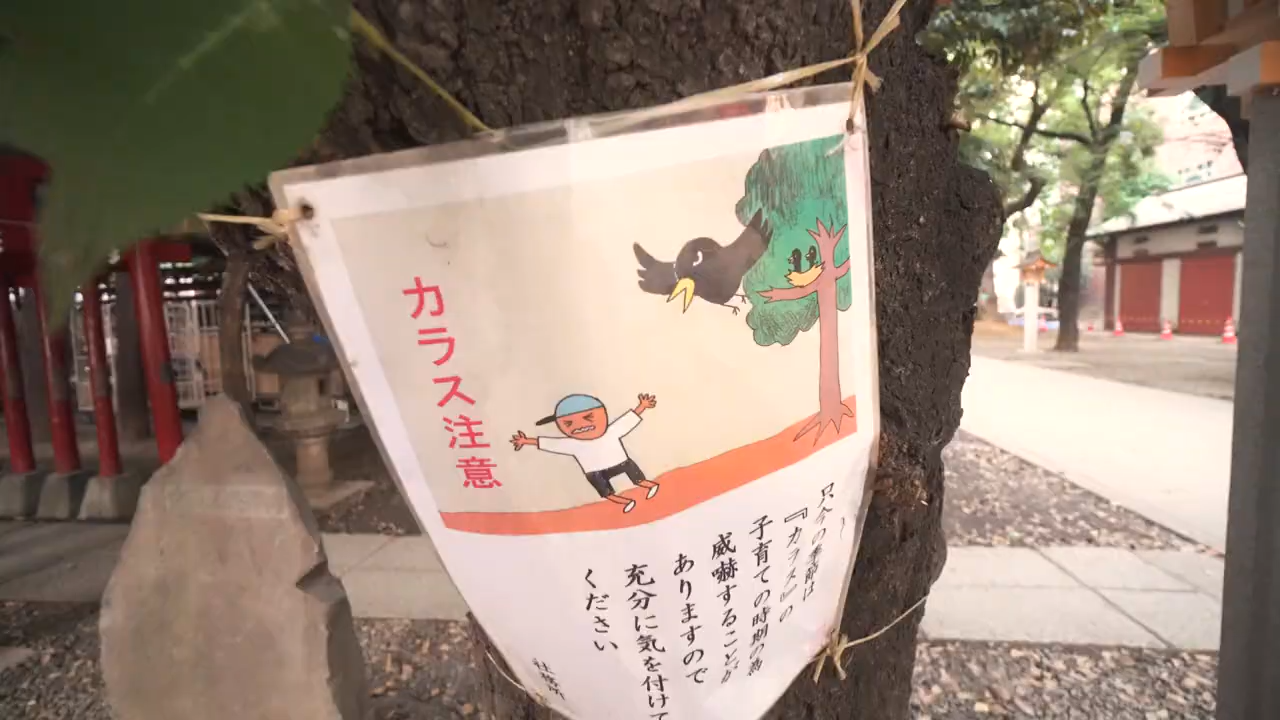 カラス注意
只今の季節は
『カラス』の
子育ての時期の為
威嚇することが
ありますので
充分に気を付けて
ください
社務所